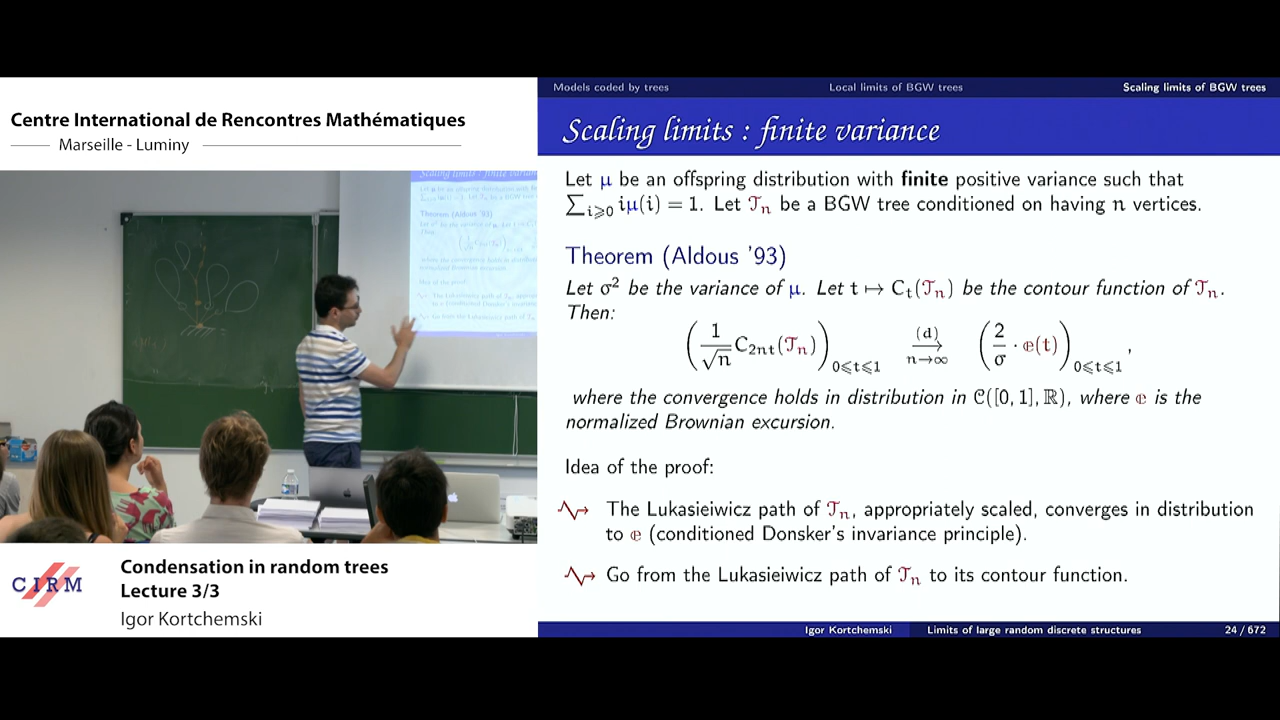 Centre International de Rencontres Mathématiques
Marseille - Luminy
Models coded by trees Local limits of BGW trees Scaling limits of BGW trees
Scaling limits : finite variance
Let μ be an offspring distribution with finite positive variance such that
∑i⩾0 iμ(i) = 1. Let 𝒯n be a BGW tree conditioned on having n vertices.
Theorem (Aldous '93)
Let σ² be the variance of μ. Let t ↦ Ct(𝒯n) be the contour function of 𝒯n.
Then:
(1/√n C2nt(𝒯n))0⩽t⩽1 (d)→n→∞ (2/σ · 𝕖(t))0⩽t⩽1,
where the convergence holds in distribution in 𝒞([0, 1], ℝ), where 𝕖 is the
normalized Brownian excursion.
Idea of the proof:
The Lukasieiwicz path of 𝒯n, appropriately scaled, converges in distribution
to 𝕖 (conditioned Donsker's invariance principle).
Go from the Lukasieiwicz path of 𝒯n to its contour function.
Igor Kortchemski Limits of large random discrete structures 24 / 672
CIRM
Condensation in random trees
Lecture 3/3
Igor Kortchemski